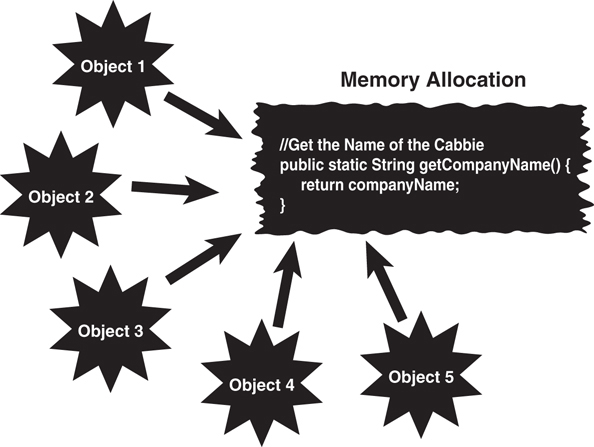 Object 1
Memory Allocation
//Get the Name of the Cabbie
public static String getCompanyName() {
return companyName;
}
Object 2
Object 3
Object 4
Object 5